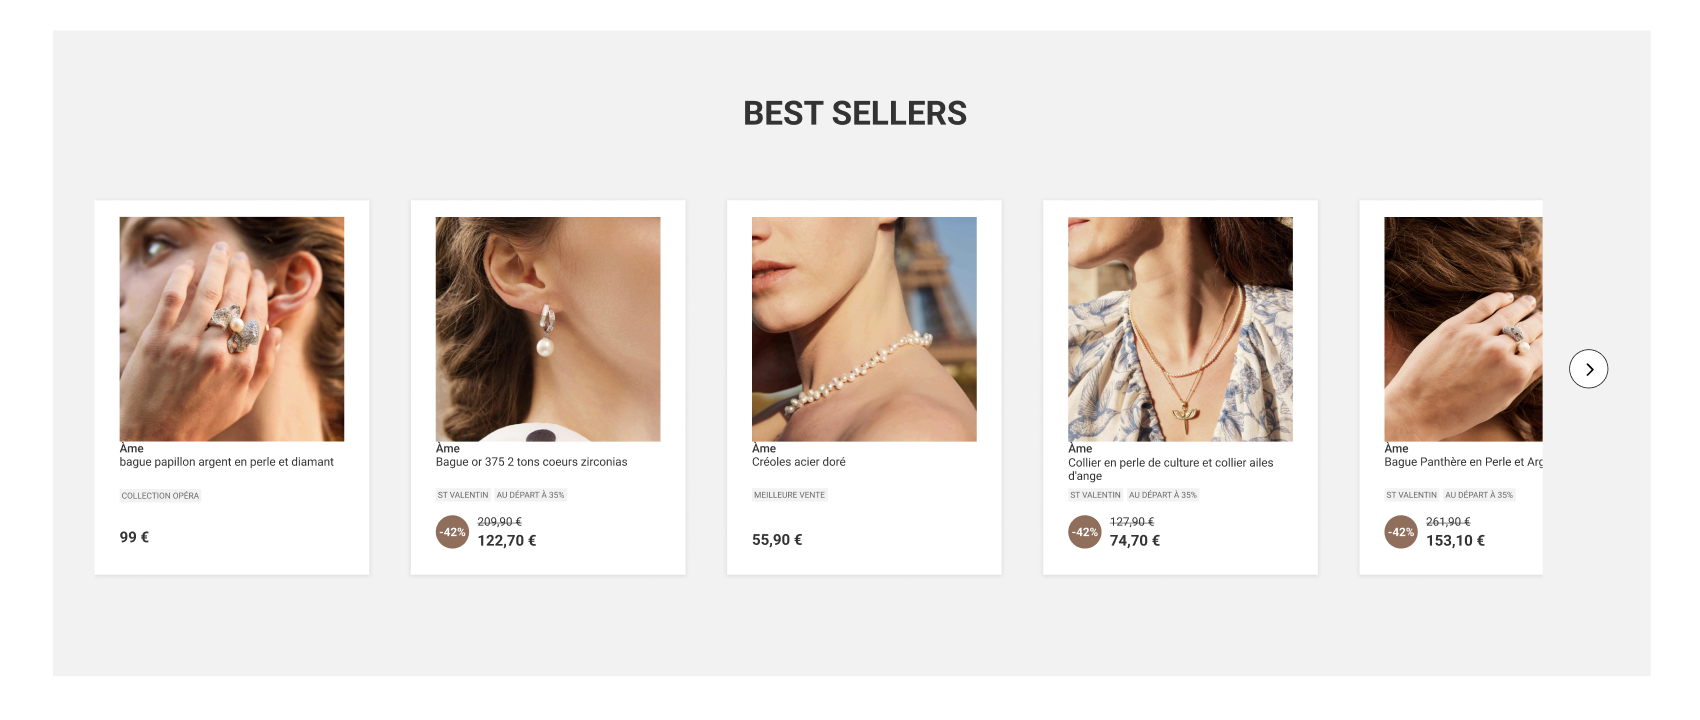 BEST SELLERS
Àme
bague papillon argent en perle et diamant
COLLECTION OPÉRA
99 €
Àme
Bague or 375 2 tons coeurs zirconias
ST VALENTIN AU DÉPART À 35%
-42%
209,90 €
122,70 €
Àme
Créoles acier doré
MEILLEURE VENTE
55,90 €
Àme
Collier en perle de culture et collier ailes
d'ange
ST VALENTIN AU DÉPART À 35%
-42%
127,90 €
74,70 €
Àme
Bague Panthère en Perle et Arg
ST VALENTIN AU DÉPART À 35%
-42%
261,90 €
153,10 €